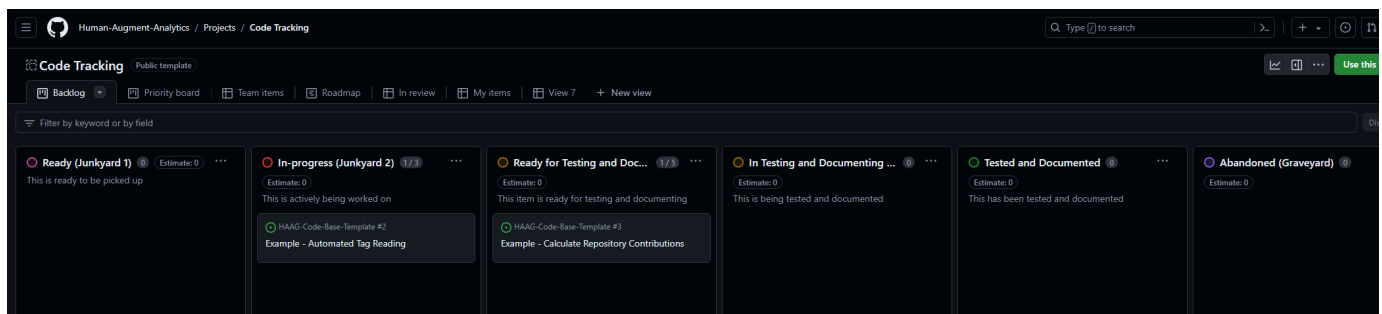 Human-Augment-Analytics / Projects / Code Tracking
Type / to search
Code Tracking Public template
Use this
Backlog Priority board Team items Roadmap In review My items View 7 + New view
Filter by keyword or by field
Ready (Junkyard 1) 0 Estimate: 0 ...
This is ready to be picked up
In-progress (Junkyard 2) 1 / 3 ...
Estimate: 0
This is actively being worked on
HAAG-Code-Base-Template #2
Example - Automated Tag Reading
Ready for Testing and Doc... 1 / 5 ...
Estimate: 0
This item is ready for testing and documenting
HAAG-Code-Base-Template #3
Example - Calculate Repository Contributions
In Testing and Documenting ... 0 ...
Estimate: 0
This is being tested and documented
Tested and Documented 0 ...
Estimate: 0
This has been tested and documented
Abandoned (Graveyard) 0
Estimate: 0